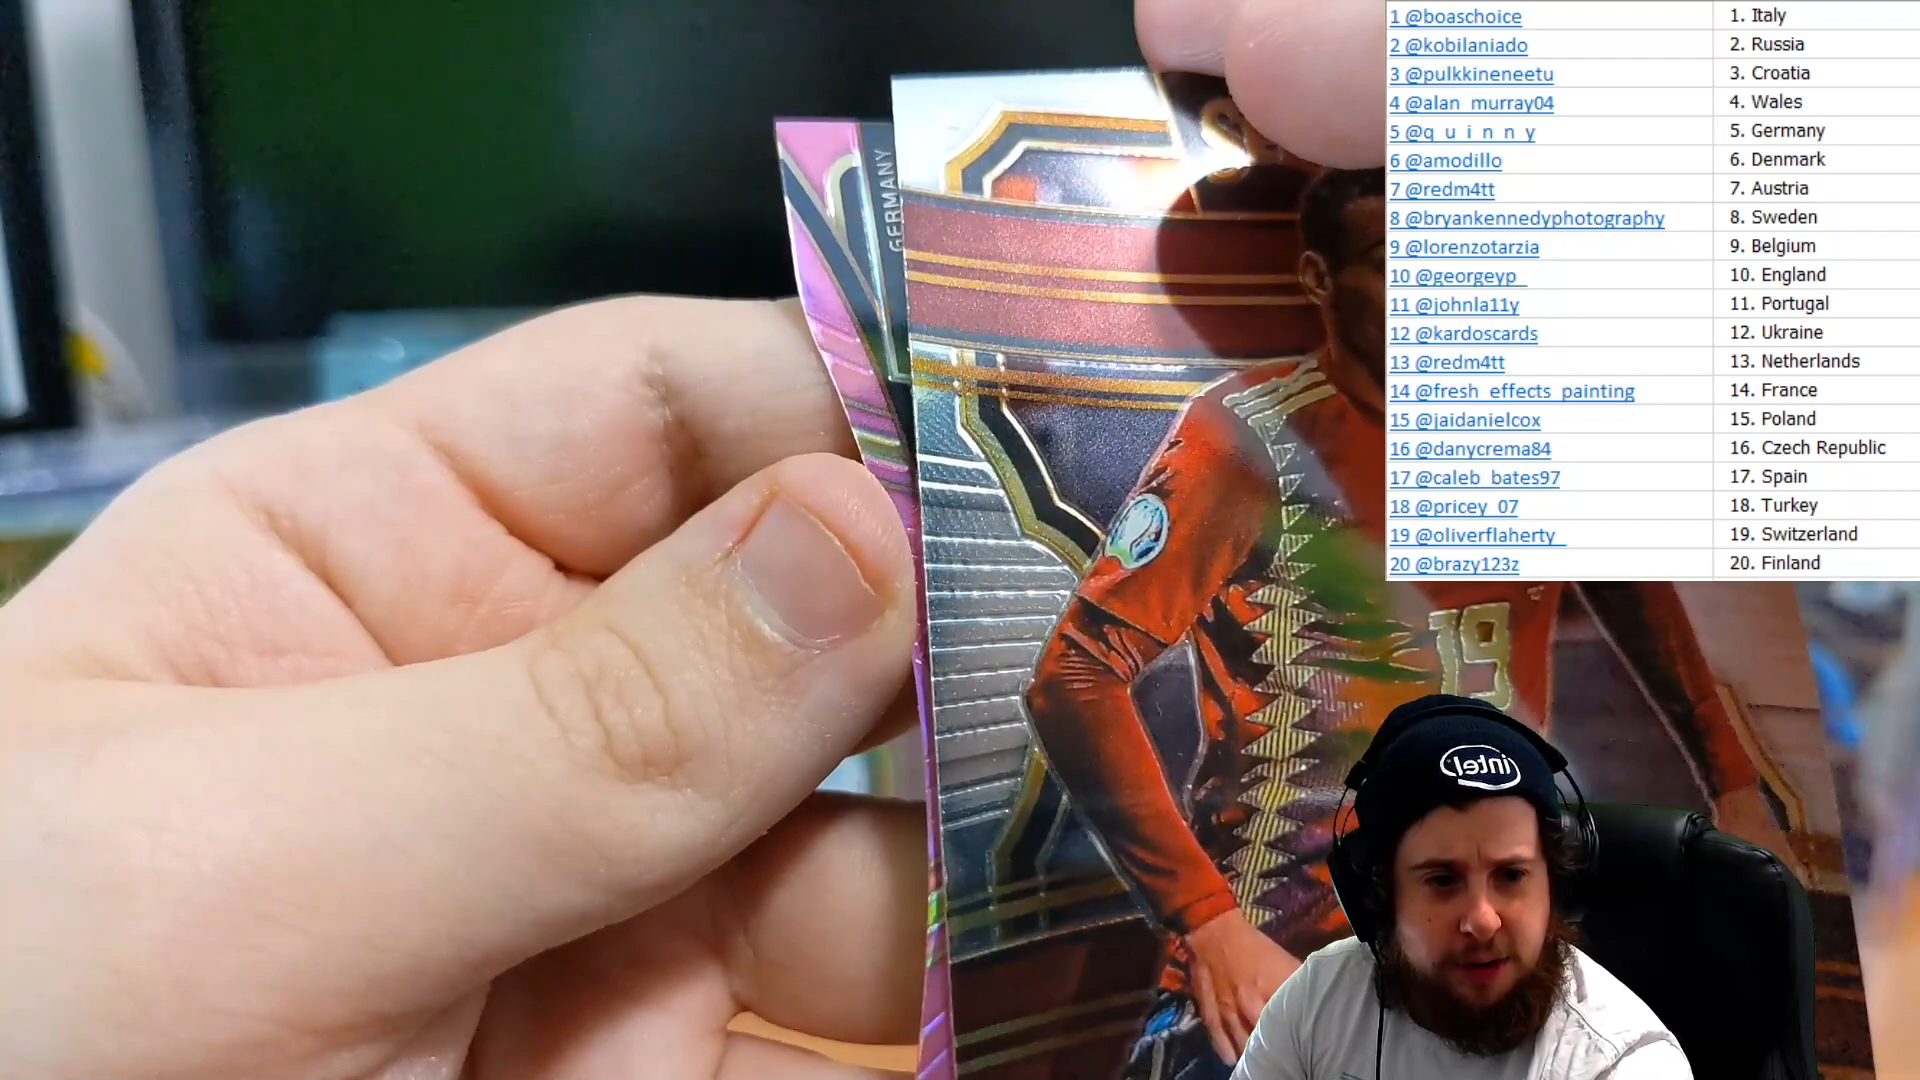 1 @boaschoice 1. Italy
2 @kobilaniado 2. Russia
3 @pulkkineneetu 3. Croatia
4 @alan_murray04 4. Wales
5 @q_u_i_n_n_y 5. Germany
6 @amodillo 6. Denmark
7 @redm4tt 7. Austria
8 @bryankennedyphotography 8. Sweden
9 @lorenzotarzia 9. Belgium
10 @georgeyp_ 10. England
11 @johnla11y 11. Portugal
12 @kardoscards 12. Ukraine
13 @redm4tt 13. Netherlands
14 @fresh_effects_painting 14. France
15 @jaidanielcox 15. Poland
16 @danycrema84 16. Czech Republic
17 @caleb_bates97 17. Spain
18 @pricey_07 18. Turkey
19 @oliverflaherty_ 19. Switzerland
20 @brazy123z 20. Finland
GERMANY
19
intel